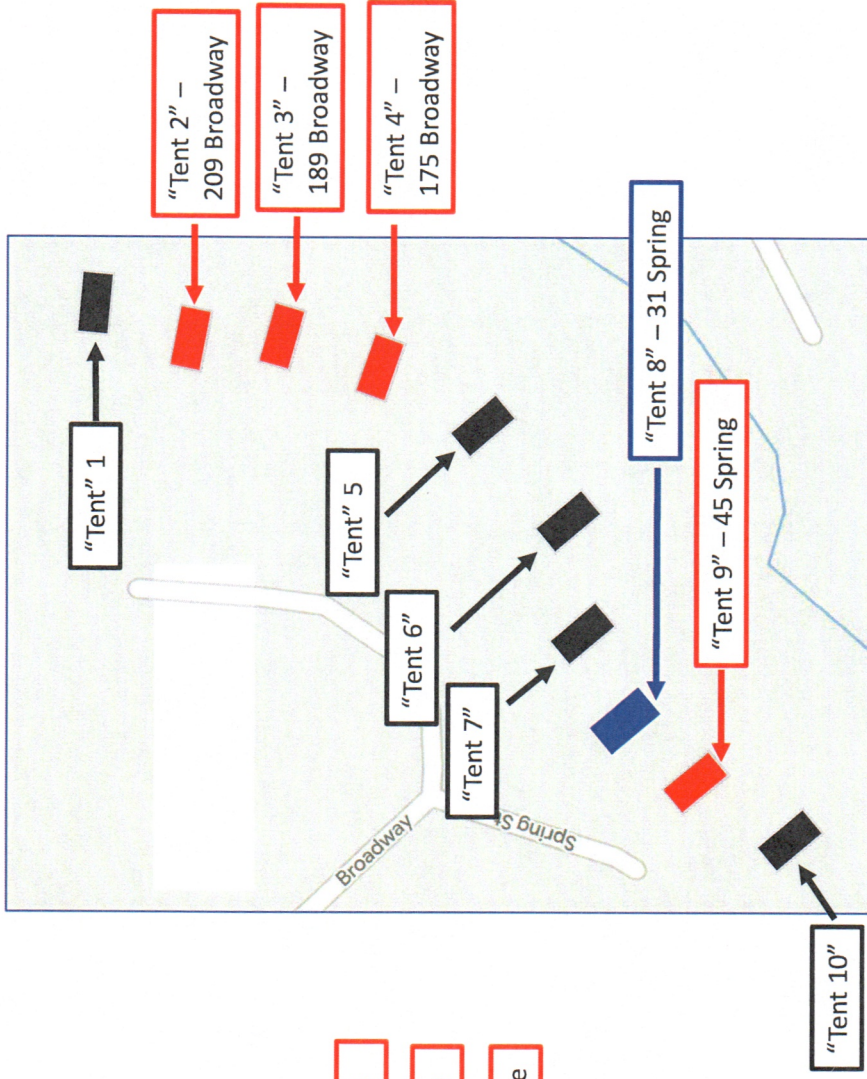 "Tent" 1
"Tent 2" –
209 Broadway
"Tent 3" –
189 Broadway
"Tent 4" –
175 Broadway
"Tent" 5
"Tent 6"
"Tent 7"
"Tent 8" – 31 Spring
"Tent 9" – 45 Spring
"Tent 10"
Broadway
Spring St
e